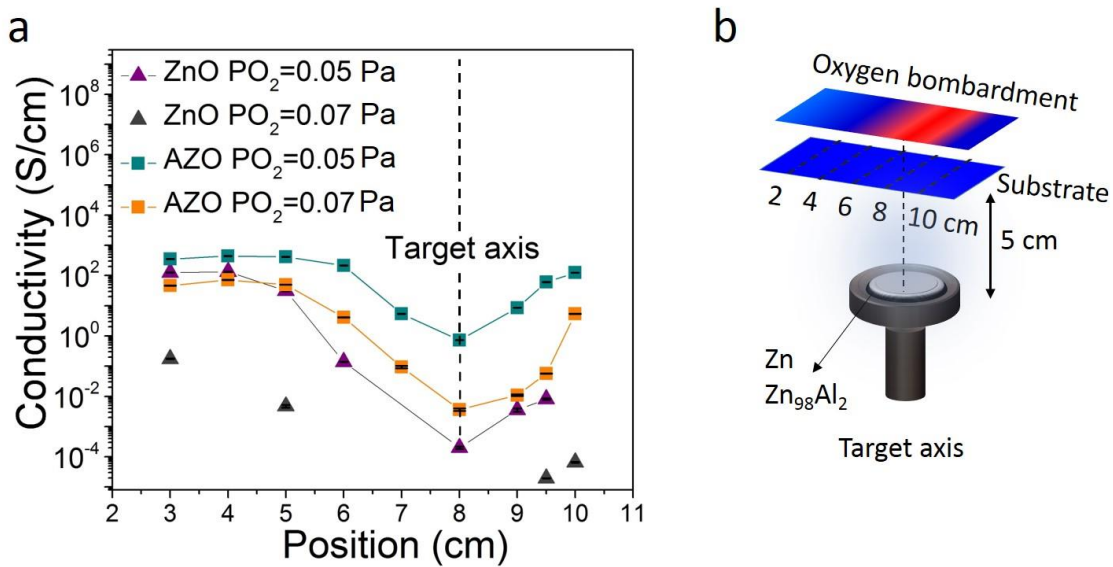 a
Conductivity (S/cm)
10^8
10^6
10^4
10^2
10^0
10^-2
10^-4
ZnO PO₂=0.05 Pa
ZnO PO₂=0.07 Pa
AZO PO₂=0.05 Pa
AZO PO₂=0.07 Pa
Target axis
2 3 4 5 6 7 8 9 10 11
Position (cm)
b
Oxygen bombardment
Substrate
2 4 6 8 10 cm
5 cm
Zn
Zn₉₈Al₂
Target axis